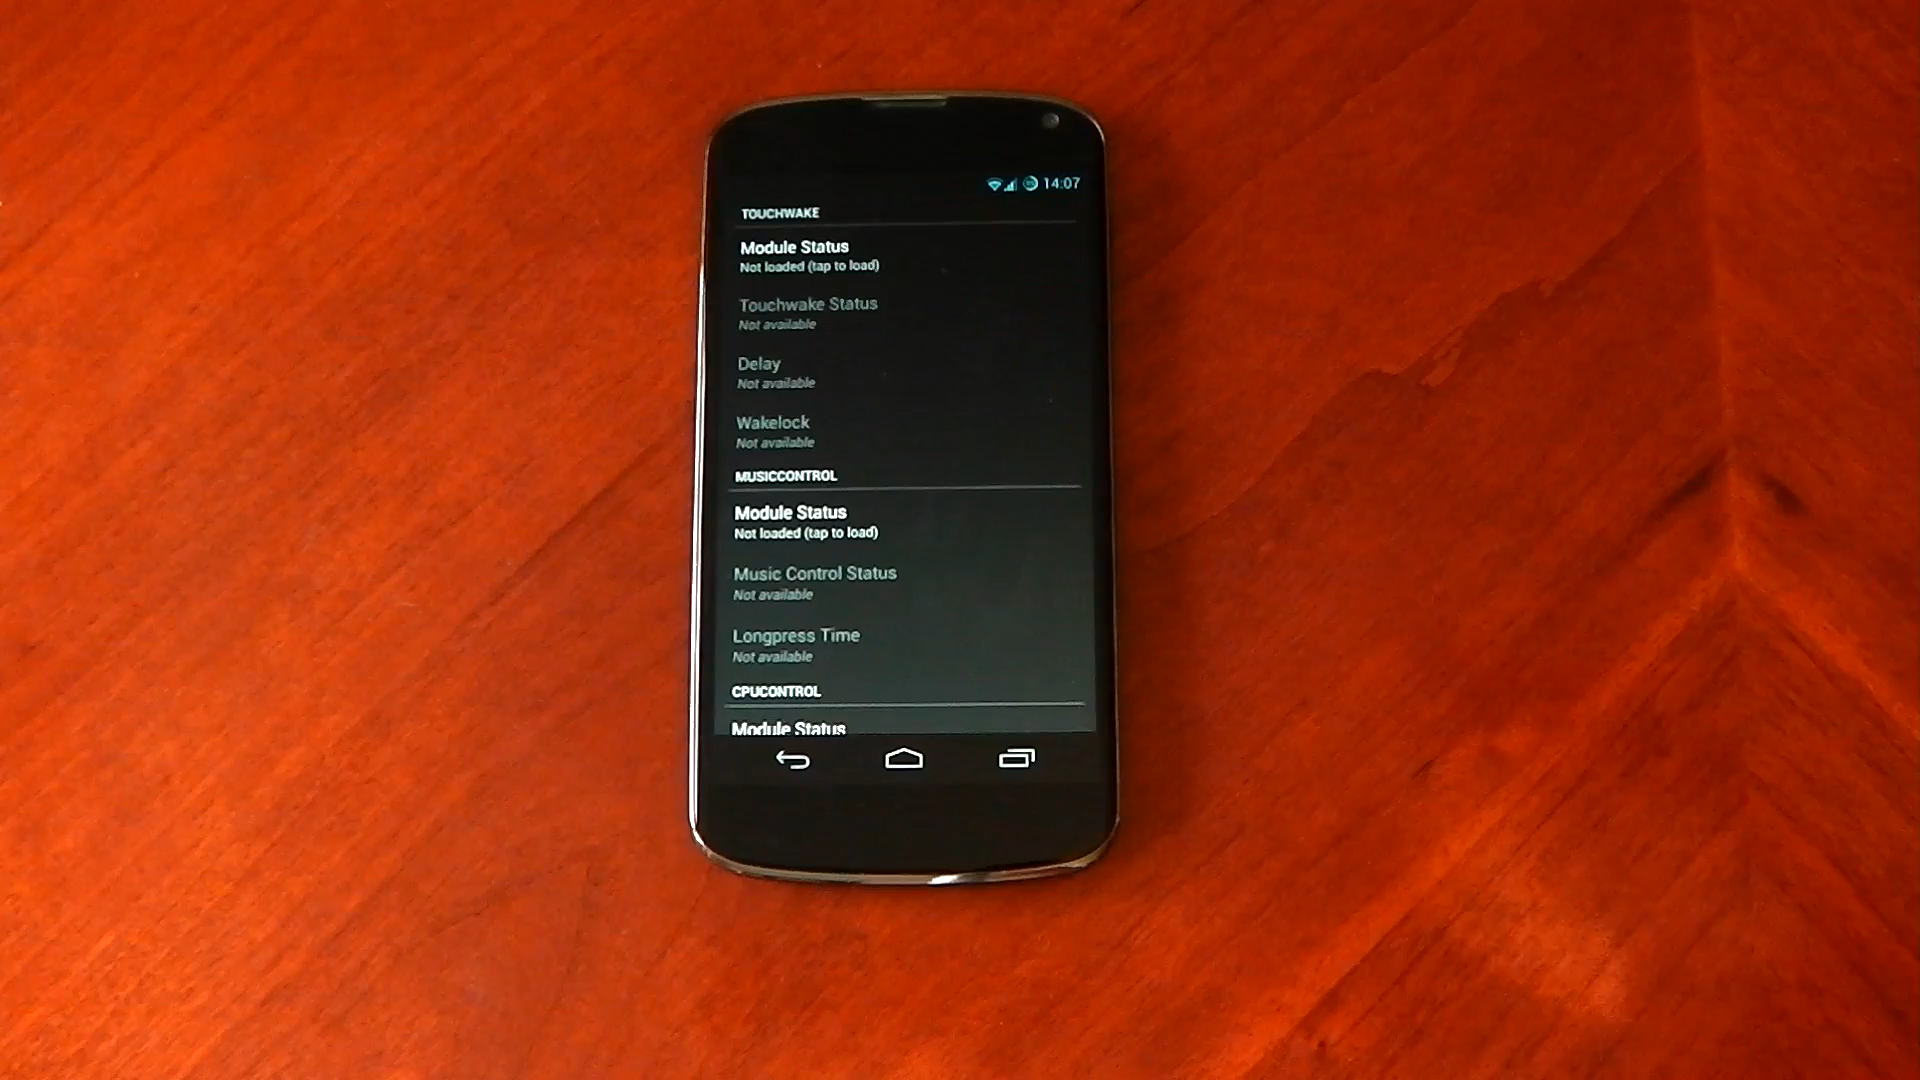 14:07
TOUCHWAKE
Module Status
Not loaded (tap to load)
Touchwake Status
Not available
Delay
Not available
Wakelock
Not available
MUSICCONTROL
Module Status
Not loaded (tap to load)
Music Control Status
Not available
Longpress Time
Not available
CPUCONTROL
Module Status